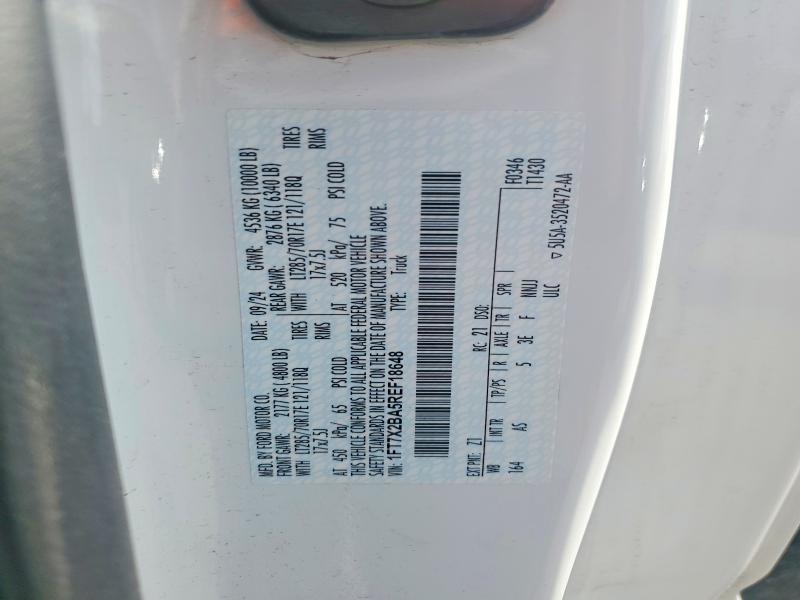 MFD. BY FORD MOTOR CO.
DATE: 09/24 GVWR: 4536 KG (10000 LB)
FRONT GAWR: 2177 KG (4800 LB) REAR GAWR: 2876 KG (6340 LB)
WITH LT285/70R17E 121/118Q TIRES WITH LT285/70R17E 121/118Q TIRES
17x7.5J RIMS 17x7.5J RIMS
AT 450 kPa/ 65 PSI COLD AT 520 kPa/ 75 PSI COLD
THIS VEHICLE CONFORMS TO ALL APPLICABLE FEDERAL MOTOR VEHICLE
SAFETY STANDARDS IN EFFECT ON THE DATE OF MANUFACTURE SHOWN ABOVE.
VIN: 1FT7X2BA5REF18648 TYPE: Truck
F0346
T1430
EXT PNT: Z1 RC: 21 DSO:
WB INT TR TP/PS R AXLE TR SPR
164 AS 5 3E F NNUJ
ULC
▽ 5U5A-3520472-AA